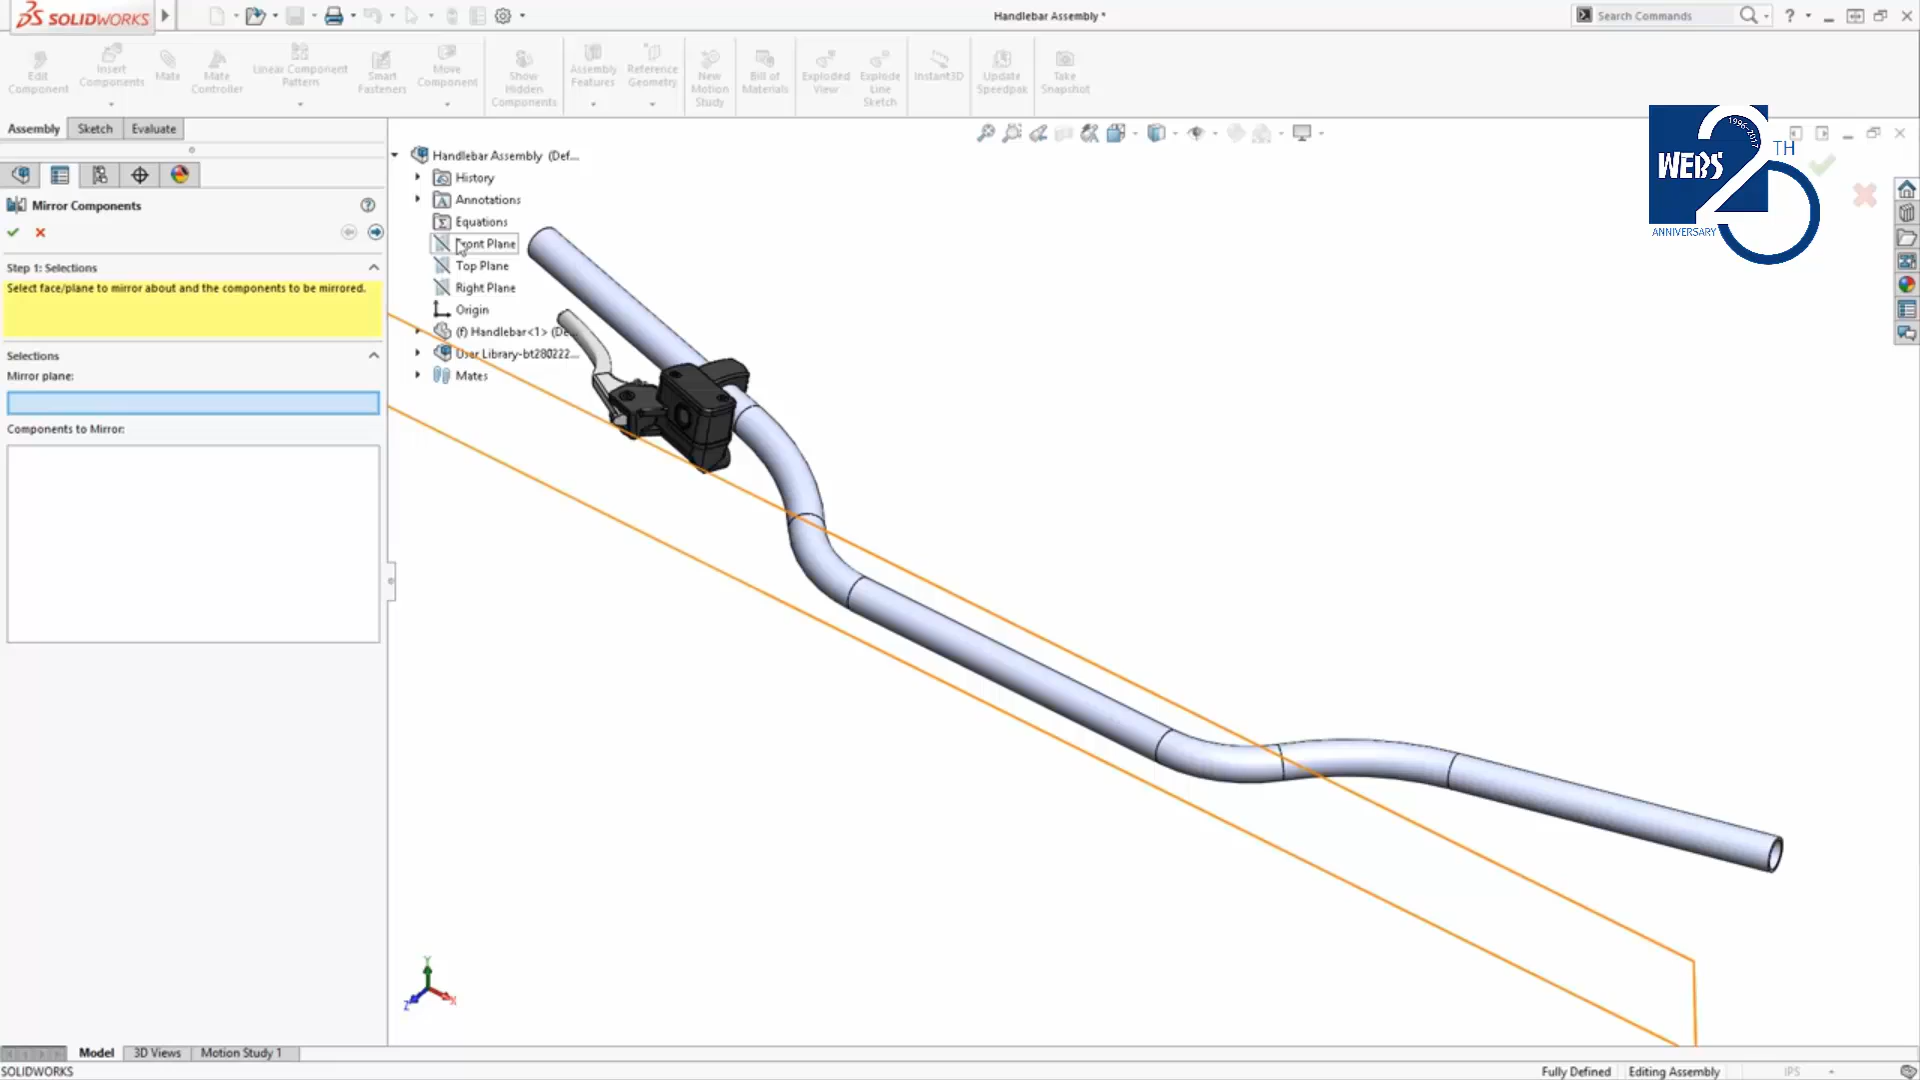 SOLIDWORKS
Handlebar Assembly *
Search Commands
?
Edit Component
Insert Components
Mate
Mate Controller
Linear Component Pattern
Smart Fasteners
Move Component
Show Hidden Components
Assembly Features
Reference Geometry
New Motion Study
Bill of Materials
Exploded View
Explode Line Sketch
Instant3D
Update Speedpak
Take Snapshot
Assembly
Sketch
Evaluate
1996-2017
WEBS
20
TH
ANNIVERSARY
Mirror Components
Step 1: Selections
Select face/plane to mirror about and the components to be mirrored.
Selections
Mirror plane:
Components to Mirror:
Handlebar Assembly (Def...
History
Annotations
Equations
Front Plane
Top Plane
Right Plane
Origin
(f) Handlebar<1> (De...
User Library-bt280222...
Mates
Y
Z
X
Model
3D Views
Motion Study 1
SOLIDWORKS
Fully Defined
Editing Assembly
IPS